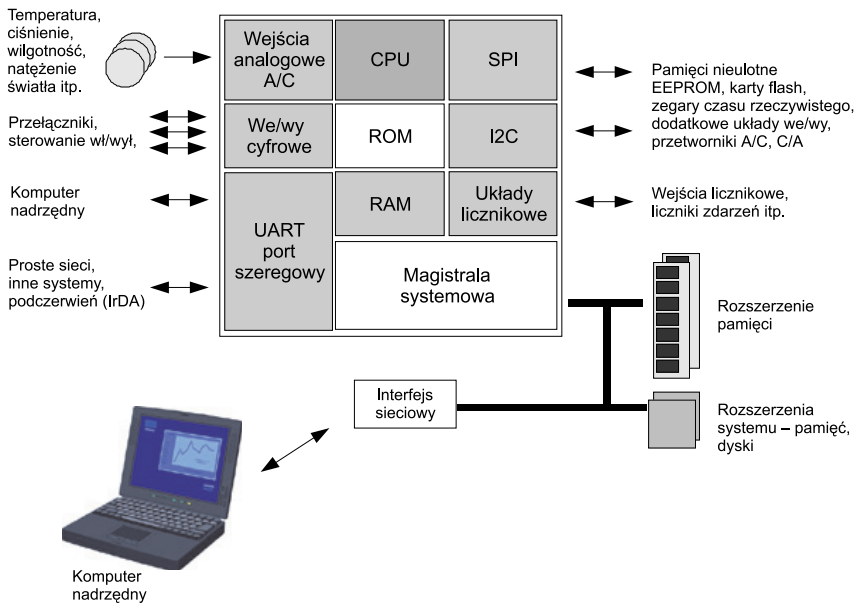 Temperatura,
ciśnienie,
wilgotność,
natężenie
światła itp.
Przełączniki,
sterowanie wł/wył,
Komputer
nadrzędny
Proste sieci,
inne systemy,
podczerwień (IrDA)
Wejścia
analogowe
A/C
CPU
SPI
We/wy
cyfrowe
ROM
I2C
UART
port
szeregowy
RAM
Układy
licznikowe
Magistrala
systemowa
Pamięci nieulotne
EEPROM, karty flash,
zegary czasu rzeczywistego,
dodatkowe układy we/wy,
przetworniki A/C, C/A
Wejścia licznikowe,
liczniki zdarzeń itp.
Rozszerzenie
pamięci
Interfejs
sieciowy
Rozszerzenia
systemu – pamięć,
dyski
Komputer
nadrzędny